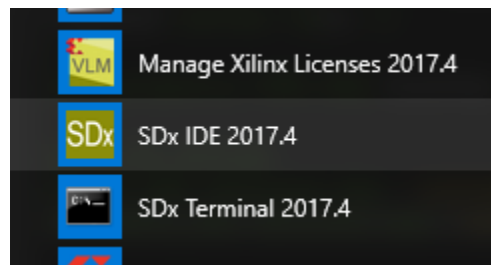 VLM
Manage Xilinx Licenses 2017.4
SDx
SDx IDE 2017.4
C:\
SDx Terminal 2017.4